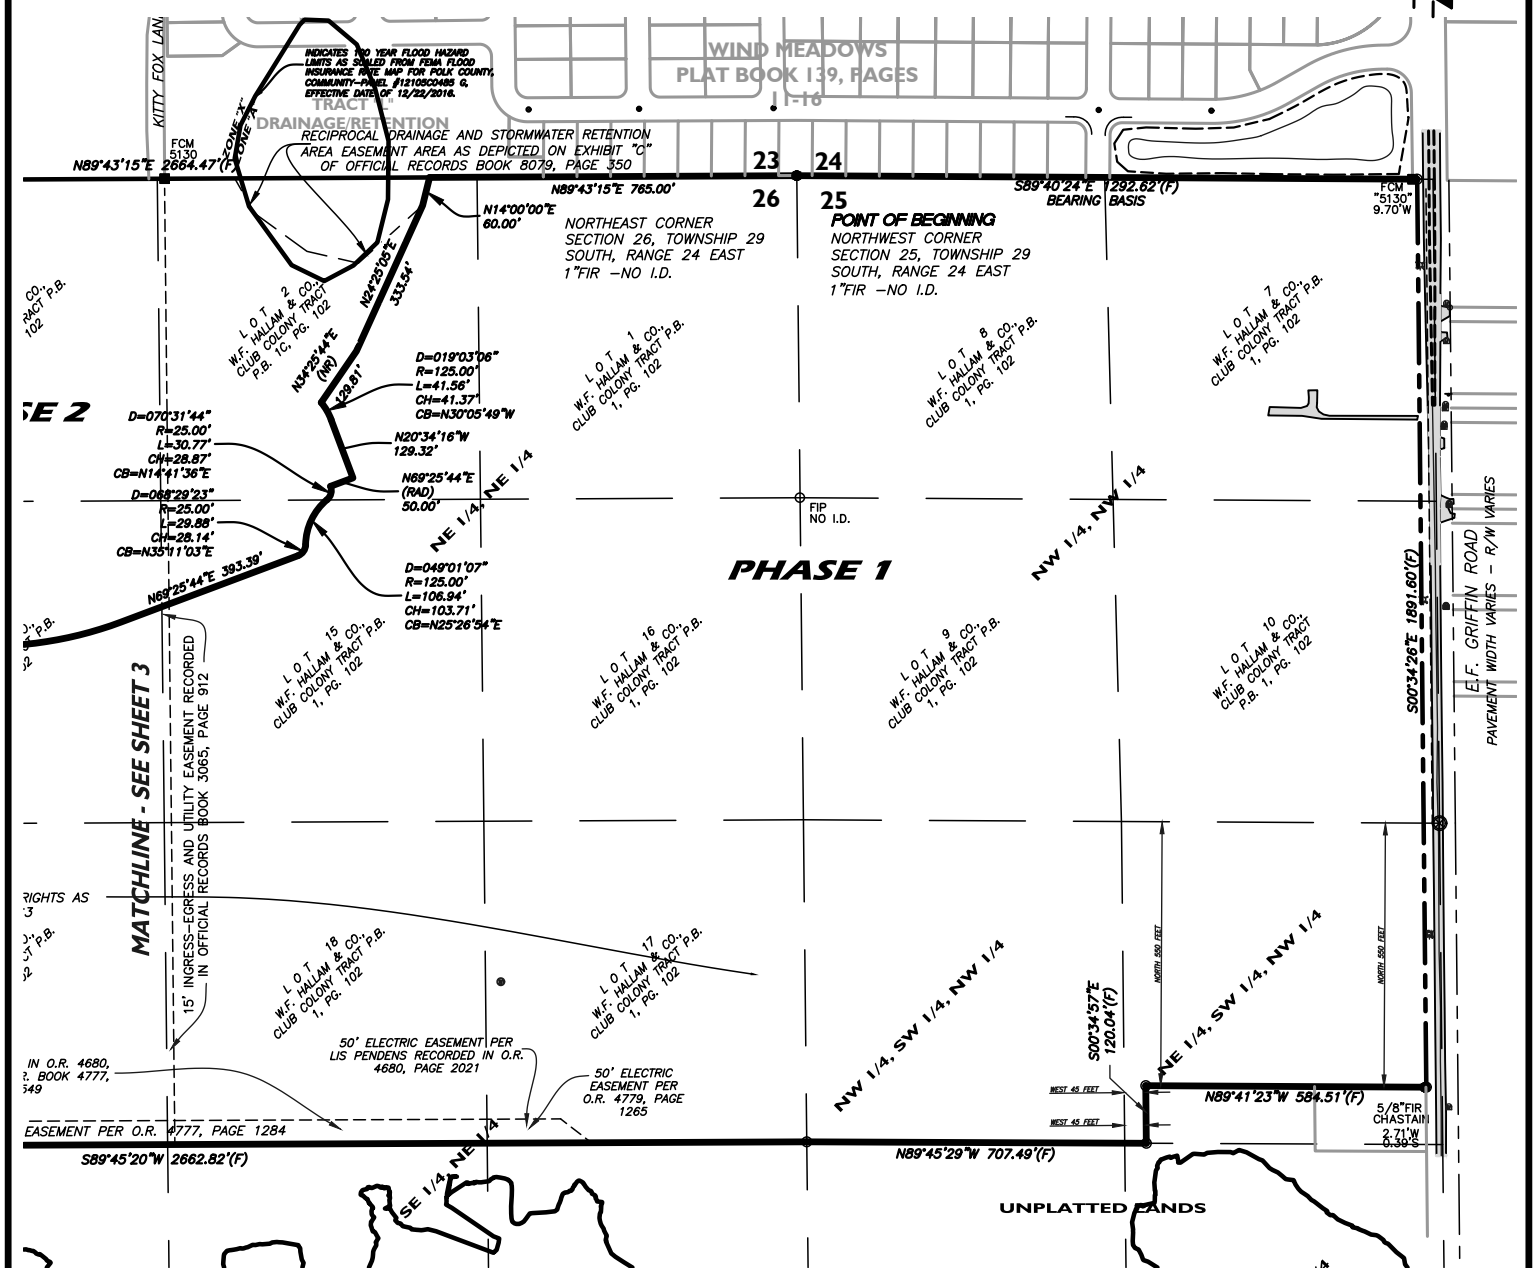 WIND MEADOWS
PLAT BOOK 139, PAGES
11-16
KITTY FOX LAN
INDICATES 100 YEAR FLOOD HAZARD
LIMITS AS SCALED FROM FEMA FLOOD
INSURANCE RATE MAP FOR POLK COUNTY,
COMMUNITY-PANEL #12105C0485 G,
EFFECTIVE DATE OF 12/22/2016.
TRACT "L"
DRAINAGE/RETENTION
ZONE "X"
ZONE "A"
RECIPROCAL DRAINAGE AND STORMWATER RETENTION
AREA EASEMENT AREA AS DEPICTED ON EXHIBIT "C"
OF OFFICIAL RECORDS BOOK 8079, PAGE 350
FCM
5130
N89°43'15"E 2664.47'(F)
23 24
26 25
N89°43'15"E 765.00'
S89°40'24"E 1292.62'(F)
BEARING BASIS
FCM
"5130"
9.70'W
N14°00'00"E
60.00'
NORTHEAST CORNER
SECTION 26, TOWNSHIP 29
SOUTH, RANGE 24 EAST
1"FIR -NO I.D.
POINT OF BEGINNING
NORTHWEST CORNER
SECTION 25, TOWNSHIP 29
SOUTH, RANGE 24 EAST
1"FIR -NO I.D.
N24°25'05"E
333.54'
N34°25'44"E
(NR)
129.81'
CO.,
RACT P.B.
102
LOT 2
W.F. HALLAM & CO.,
CLUB COLONY TRACT
P.B. 1C, PG. 102
LOT 1
W.F. HALLAM & CO.,
CLUB COLONY TRACT P.B.
1, PG. 102
LOT 8
W.F. HALLAM & CO.,
CLUB COLONY TRACT P.B.
1, PG. 102
LOT 7
W.F. HALLAM & CO.,
CLUB COLONY TRACT P.B.
1, PG. 102
D=019°03'06"
R=125.00'
L=41.56'
CH=41.37'
CB=N30°05'49"W
SE 2
D=070°31'44"
R=25.00'
L=30.77'
CH=28.87'
CB=N14°41'36"E
N20°34'16"W
129.32'
N69°25'44"E
(RAD)
50.00'
D=068°29'23"
R=25.00'
L=29.88'
CH=28.14'
CB=N35°11'03"E
NE 1/4, NE 1/4
FIP
NO I.D.
NW 1/4, NW 1/4
PHASE 1
D=049°01'07"
R=125.00'
L=106.94'
CH=103.71'
CB=N25°26'54"E
N69°25'44"E 393.39'
S00°34'26"E 1891.60'(F)
E.F. GRIFFIN ROAD
PAVEMENT WIDTH VARIES - R/W VARIES
LOT 15
W.F. HALLAM & CO.,
CLUB COLONY TRACT P.B.
1, PG. 102
LOT 16
W.F. HALLAM & CO.,
CLUB COLONY TRACT P.B.
1, PG. 102
LOT 9
W.F. HALLAM & CO.,
CLUB COLONY TRACT P.B.
1, PG. 102
LOT 10
W.F. HALLAM & CO.,
CLUB COLONY TRACT
P.B. 1, PG. 102
MATCHLINE - SEE SHEET 3
15' INGRESS-EGRESS AND UTILITY EASEMENT RECORDED
IN OFFICIAL RECORDS BOOK 3065, PAGE 912
RIGHTS AS
LOT 18
W.F. HALLAM & CO.,
CLUB COLONY TRACT P.B.
1, PG. 102
LOT 17
W.F. HALLAM & CO.,
CLUB COLONY TRACT P.B.
1, PG. 102
NORTH 550 FEET
NORTH 550 FEET
NW 1/4, SW 1/4, NW 1/4
NE 1/4, SW 1/4, NW 1/4
S00°34'57"E
120.04'(F)
50' ELECTRIC EASEMENT PER
LIS PENDENS RECORDED IN O.R.
4680, PAGE 2021
50' ELECTRIC
EASEMENT PER
O.R. 4779, PAGE
1265
IN O.R. 4680,
R. BOOK 4777,
549
WEST 45 FEET
WEST 45 FEET
N89°41'23"W 584.51'(F)
5/8"FIR
CHASTAIN
2.71'W
0.39'S
EASEMENT PER O.R. 4777, PAGE 1284
S89°45'20"W 2662.82'(F)
N89°45'29"W 707.49'(F)
SE 1/4, NE 1/4
UNPLATTED LANDS